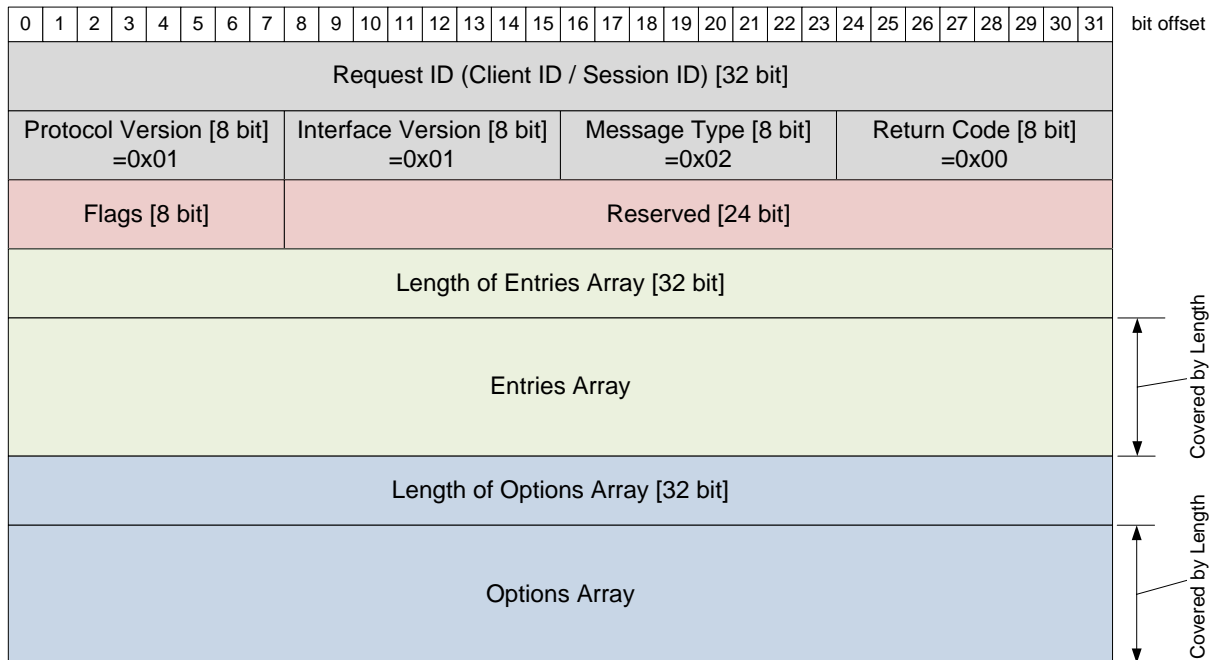 0 1 2 3 4 5 6 7 8 9 10 11 12 13 14 15 16 17 18 19 20 21 22 23 24 25 26 27 28 29 30 31 bit offset
Request ID (Client ID / Session ID) [32 bit]
Protocol Version [8 bit] Interface Version [8 bit] Message Type [8 bit] Return Code [8 bit]
=0x01 =0x01 =0x02 =0x00
Flags [8 bit] Reserved [24 bit]
Length of Entries Array [32 bit]
Entries Array
Covered by Length
Length of Options Array [32 bit]
Options Array
Covered by Length